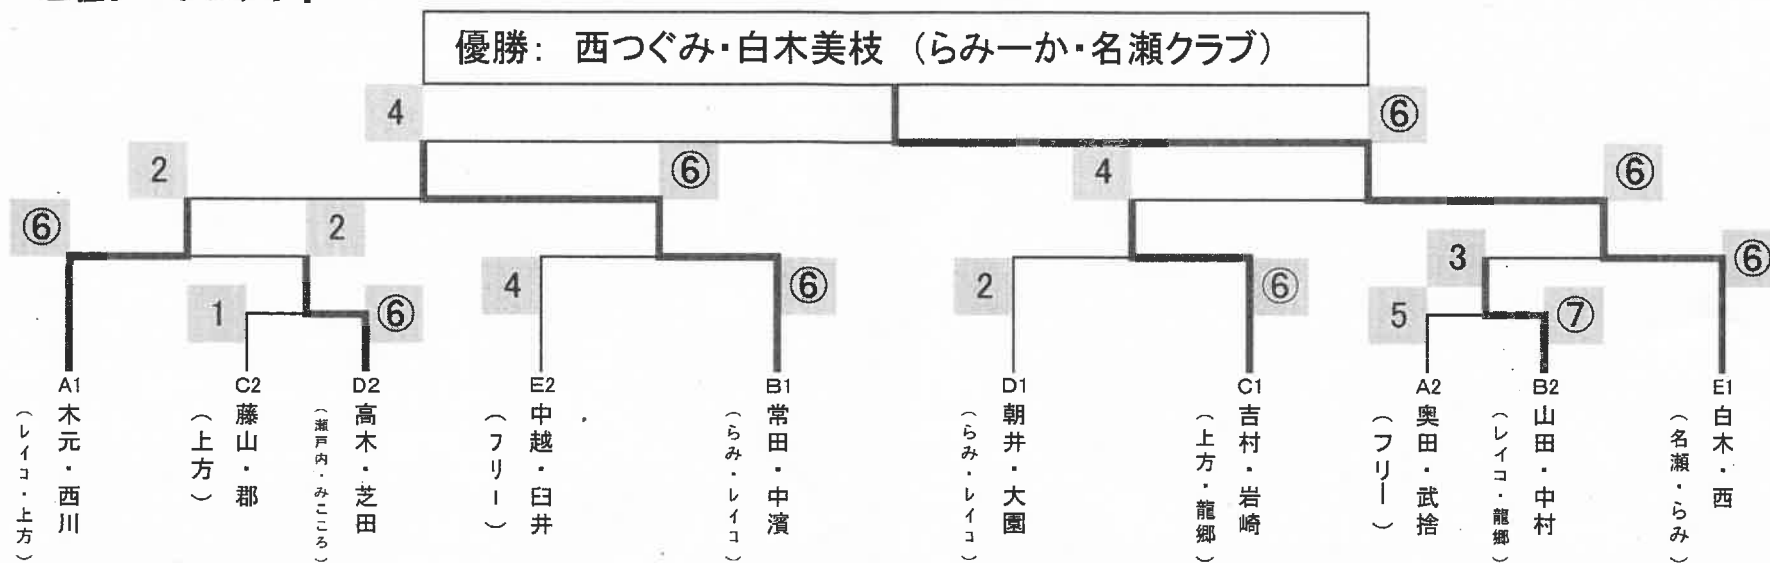 優勝： 西つぐみ・白木美枝 （らみーか・名瀬クラブ）
4
⑥
2
⑥
4
⑥
⑥
2
4
⑥
2
⑥
3
⑥
1
⑥
5
⑦
A1
木元・西川
（レイコ・上方）
C2
藤山・郡
（上方）
D2
高木・芝田
（瀬戸内・みこころ）
E2
中越・臼井
（フリー）
B1
常田・中濱
（らみ・レイコ）
D1
朝井・大園
（らみ・レイコ）
C1
吉村・岩崎
（上方・龍郷）
A2
奥田・武捨
（フリー）
B2
山田・中村
（レイコ・龍郷）
E1
白木・西
（名瀬・らみ）